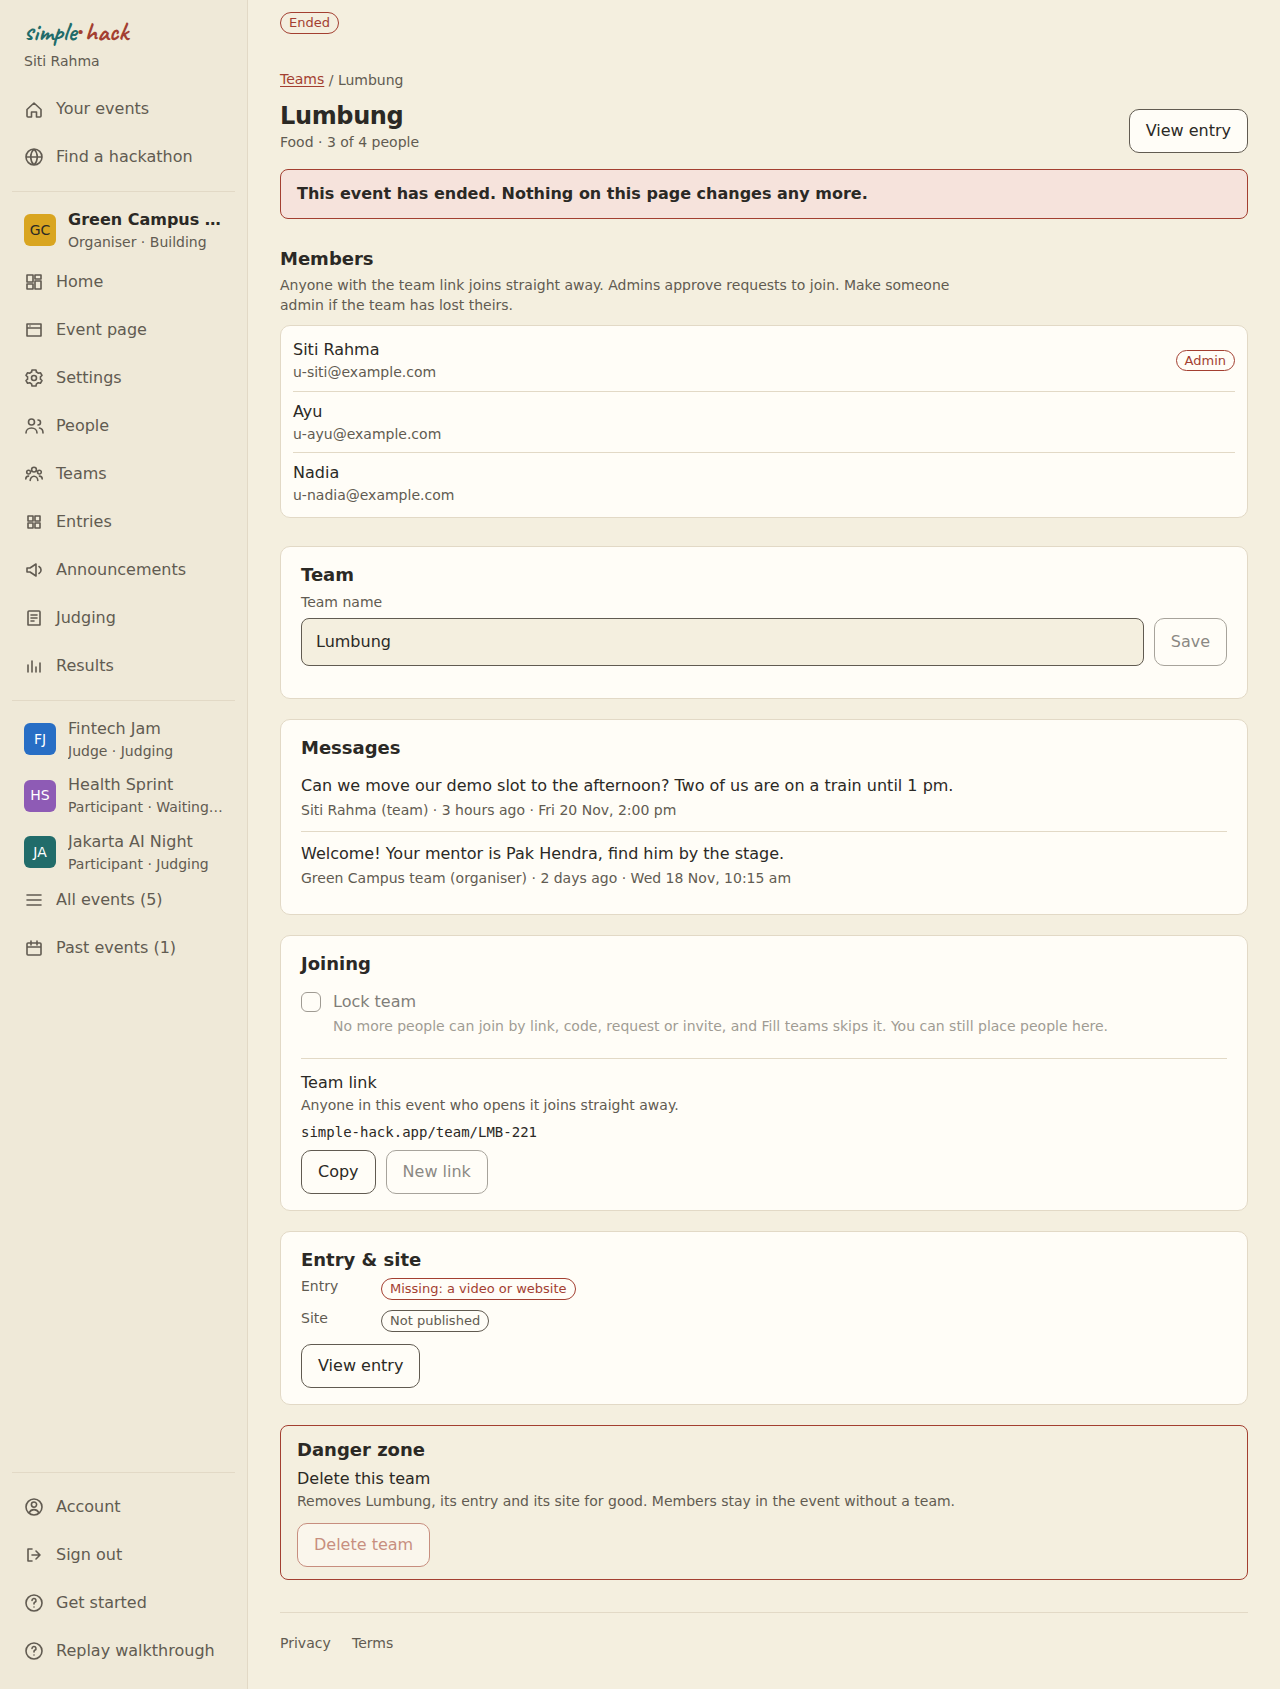 simple·hack
Siti Rahma
Your events
Find a hackathon
GC
Green Campus …
Organiser · Building
Home
Event page
Settings
People
Teams
Entries
Announcements
Judging
Results
FJ
Fintech Jam
Judge · Judging
HS
Health Sprint
Participant · Waiting…
JA
Jakarta AI Night
Participant · Judging
All events (5)
Past events (1)
Account
Sign out
Get started
Replay walkthrough
Ended
Teams / Lumbung
Lumbung
Food · 3 of 4 people
View entry
This event has ended. Nothing on this page changes any more.
Members
Anyone with the team link joins straight away. Admins approve requests to join. Make someone
admin if the team has lost theirs.
Siti Rahma
u-siti@example.com
Admin
Ayu
u-ayu@example.com
Nadia
u-nadia@example.com
Team
Team name
Lumbung
Save
Messages
Can we move our demo slot to the afternoon? Two of us are on a train until 1 pm.
Siti Rahma (team) · 3 hours ago · Fri 20 Nov, 2:00 pm
Welcome! Your mentor is Pak Hendra, find him by the stage.
Green Campus team (organiser) · 2 days ago · Wed 18 Nov, 10:15 am
Joining
Lock team
No more people can join by link, code, request or invite, and Fill teams skips it. You can still place people here.
Team link
Anyone in this event who opens it joins straight away.
simple-hack.app/team/LMB-221
Copy
New link
Entry & site
Entry
Missing: a video or website
Site
Not published
View entry
Danger zone
Delete this team
Removes Lumbung, its entry and its site for good. Members stay in the event without a team.
Delete team
Privacy
Terms